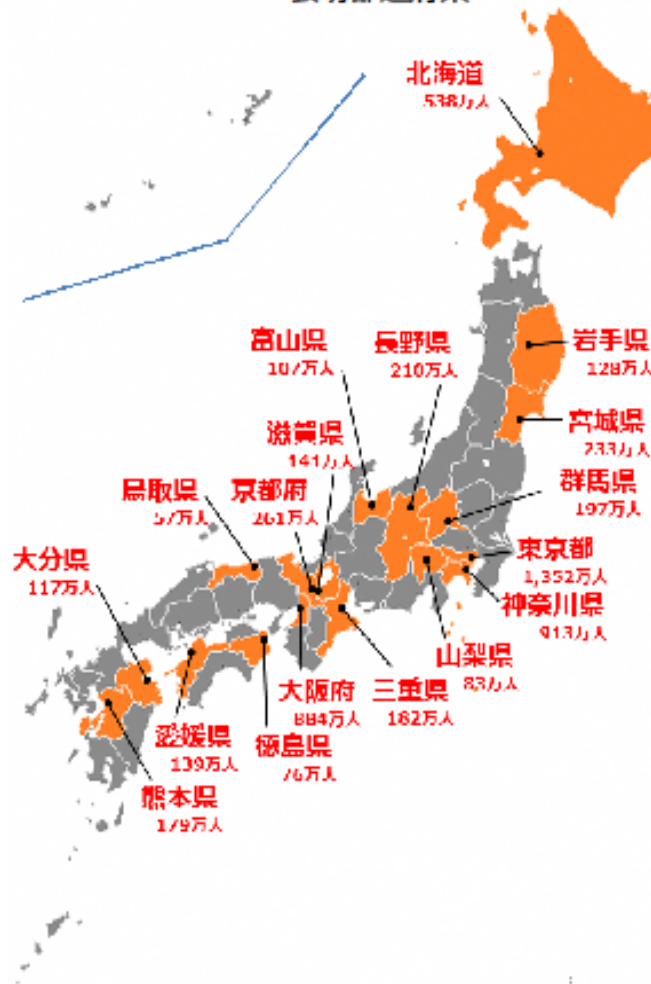 北海道
538万人
富山県
107万人
長野県
210万人
岩手県
128万人
滋賀県
141万人
宮城県
233万人
鳥取県
57万人
京都府
261万人
群馬県
197万人
大分県
117万人
東京都
1,352万人
神奈川県
913万人
山梨県
83万人
大阪府
884万人
三重県
182万人
愛媛県
139万人
徳島県
76万人
熊本県
179万人